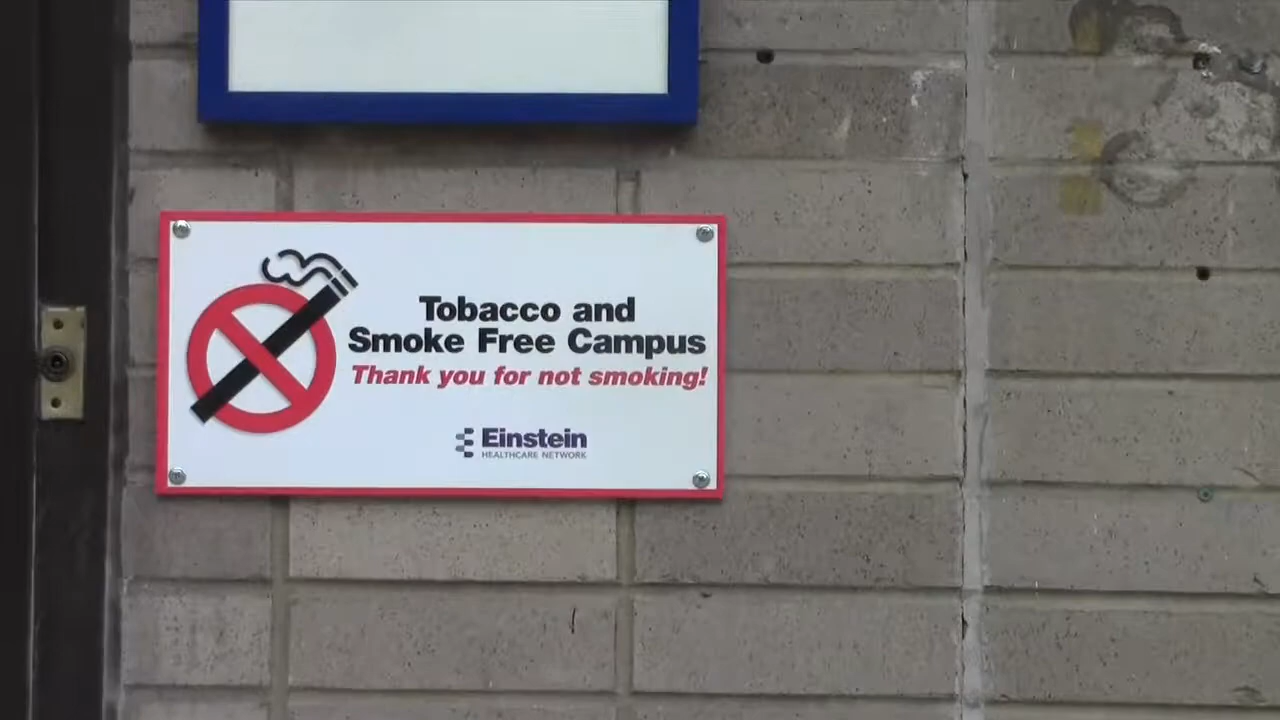 Tobacco and
Smoke Free Campus
Thank you for not smoking!
Einstein
HEALTHCARE NETWORK